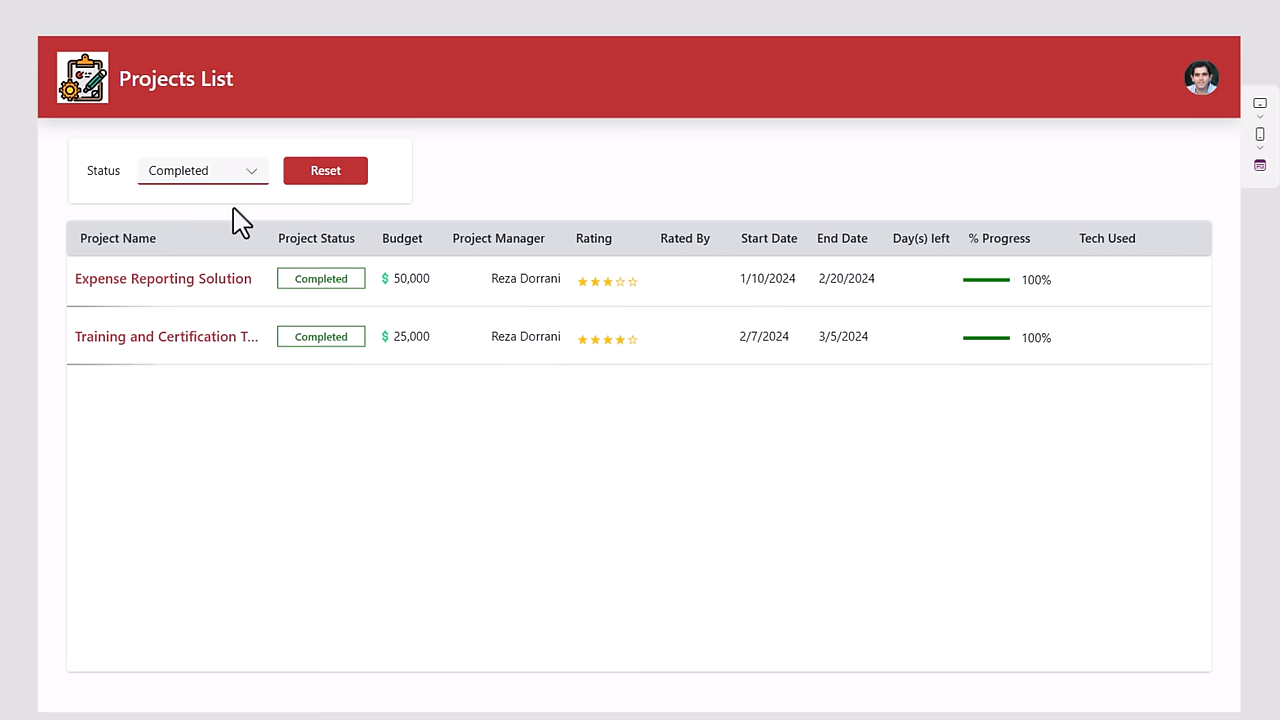 Projects List
Status Completed Reset
Project Name Project Status Budget Project Manager Rating Rated By Start Date End Date Day(s) left % Progress Tech Used
Expense Reporting Solution Completed $ 50,000 Reza Dorrani 1/10/2024 2/20/2024 100%
Training and Certification T... Completed $ 25,000 Reza Dorrani 2/7/2024 3/5/2024 100%